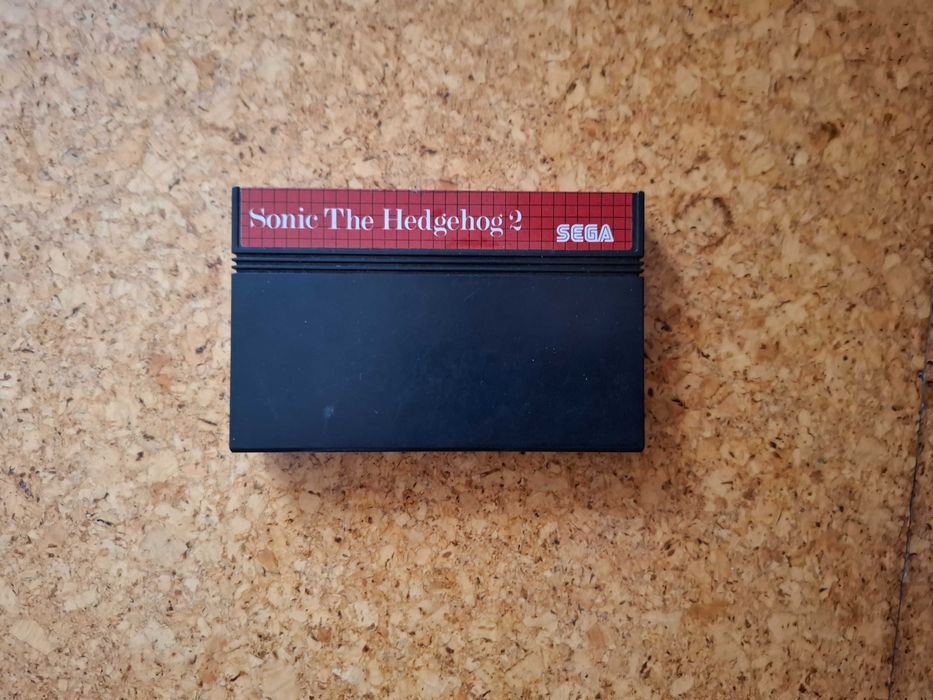 Sonic The Hedgehog 2
SEGA